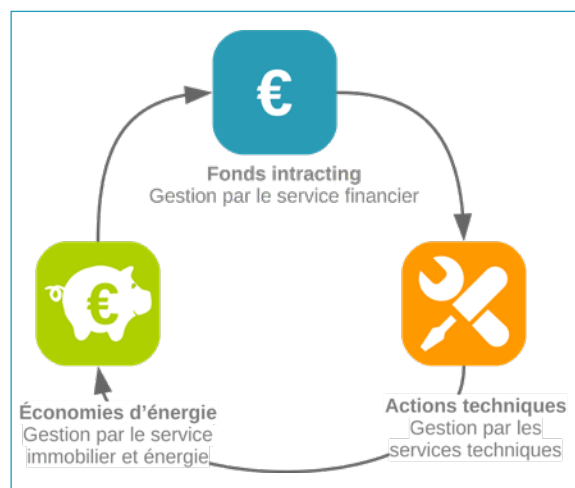 €
Fonds intracting
Gestion par le service financier
€
Économies d’énergie
Gestion par le service
immobilier et énergie
Actions techniques
Gestion par les
services techniques